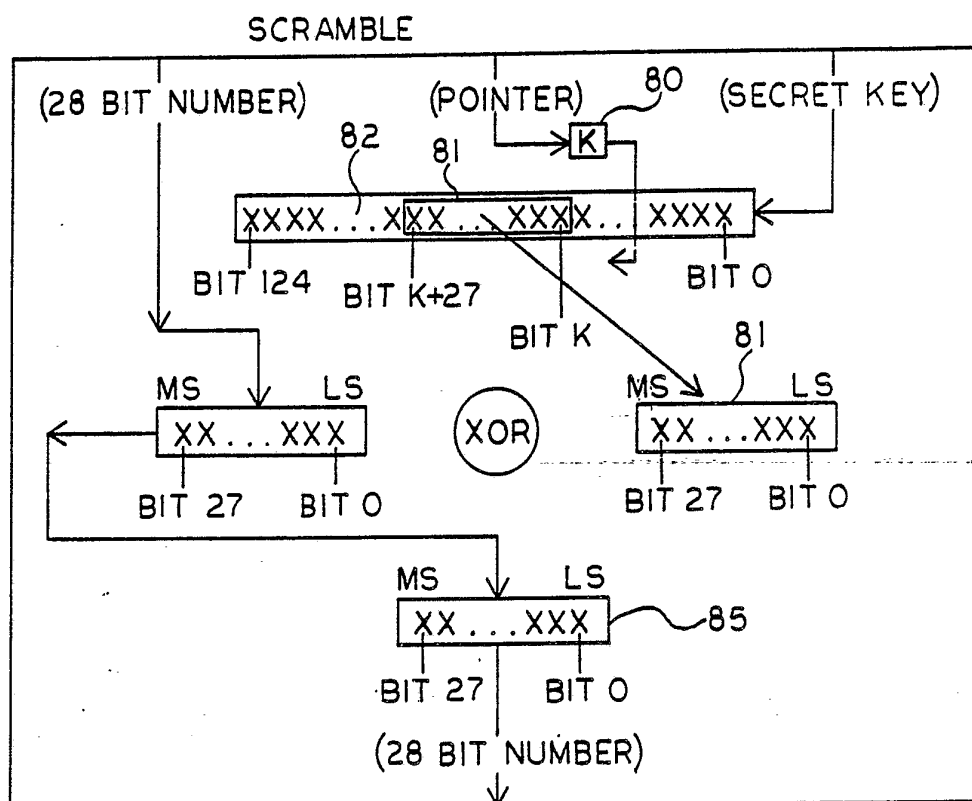 SCRAMBLE
(28 BIT NUMBER) (POINTER) 80 (SECRET KEY)
K
82 81
XXXX...XXX...XXXX...XXXX
BIT 124 BIT K+27 BIT K BIT 0
81
MS LS MS LS
XX...XXX XOR XX...XXX
BIT 27 BIT 0 BIT 27 BIT 0
MS LS
XX...XXX 85
BIT 27 BIT 0
(28 BIT NUMBER)